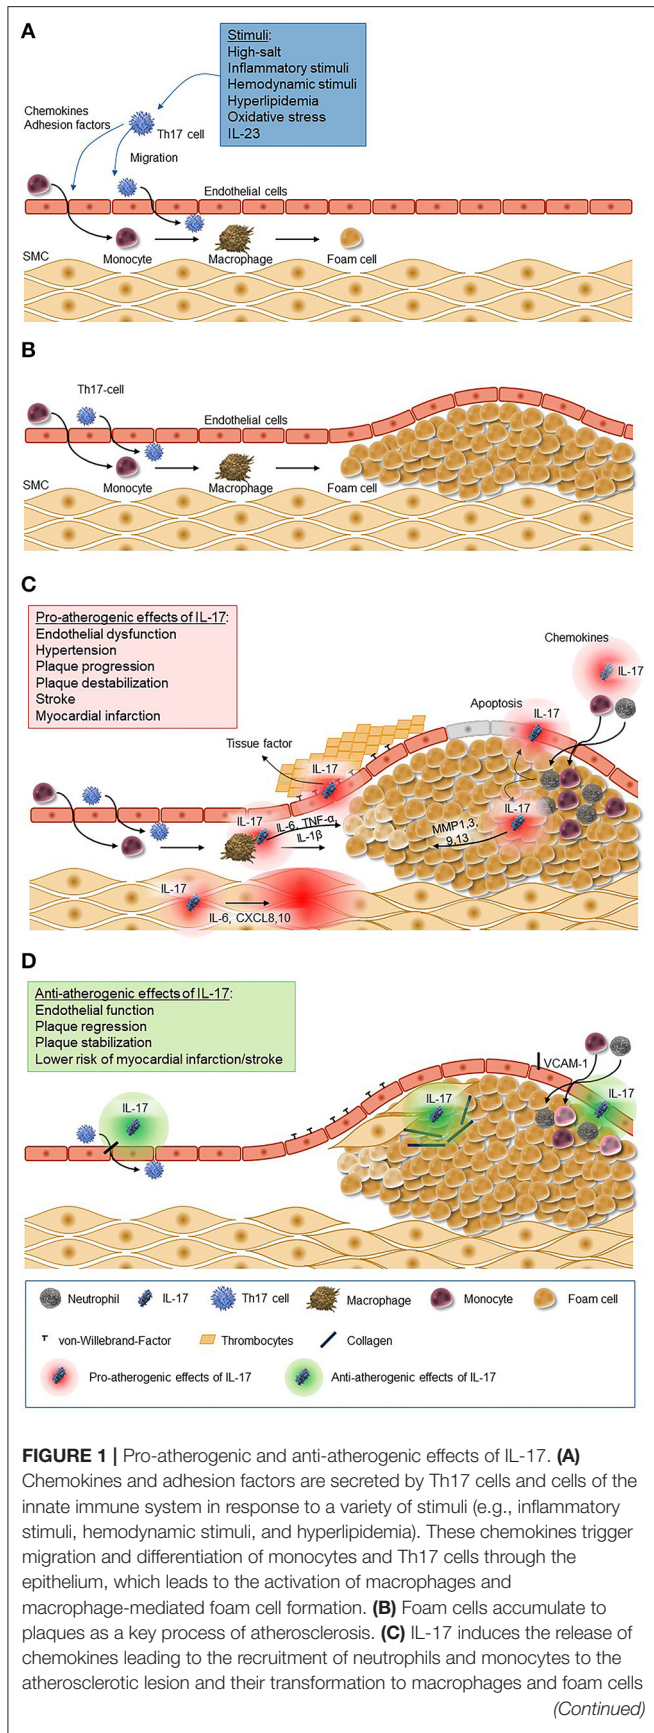 A
Stimuli:
High-salt
Inflammatory stimuli
Hemodynamic stimuli
Hyperlipidemia
Oxidative stress
IL-23
Chemokines
Adhesion factors
Th17 cell
Migration
Endothelial cells
SMC
Monocyte
Macrophage
Foam cell
B
Th17-cell
Endothelial cells
SMC
Monocyte
Macrophage
Foam cell
C
Pro-atherogenic effects of IL-17:
Endothelial dysfunction
Hypertension
Plaque progression
Plaque destabilization
Stroke
Myocardial infarction
Chemokines
IL-17
Apoptosis
IL-17
Tissue factor
IL-17
IL-17
IL-6, TNF-α,
IL-1β
IL-17
MMP1,3,
9,13
IL-17
IL-6, CXCL8,10
D
Anti-atherogenic effects of IL-17:
Endothelial function
Plaque regression
Plaque stabilization
Lower risk of myocardial infarction/stroke
VCAM-1
IL-17
IL-17
IL-17
Neutrophil IL-17 Th17 cell Macrophage Monocyte Foam cell
von-Willebrand-Factor Thrombocytes Collagen
Pro-atherogenic effects of IL-17 Anti-atherogenic effects of IL-17
FIGURE 1 | Pro-atherogenic and anti-atherogenic effects of IL-17. (A)
Chemokines and adhesion factors are secreted by Th17 cells and cells of the
innate immune system in response to a variety of stimuli (e.g., inflammatory
stimuli, hemodynamic stimuli, and hyperlipidemia). These chemokines trigger
migration and differentiation of monocytes and Th17 cells through the
epithelium, which leads to the activation of macrophages and
macrophage-mediated foam cell formation. (B) Foam cells accumulate to
plaques as a key process of atherosclerosis. (C) IL-17 induces the release of
chemokines leading to the recruitment of neutrophils and monocytes to the
atherosclerotic lesion and their transformation to macrophages and foam cells
(Continued)